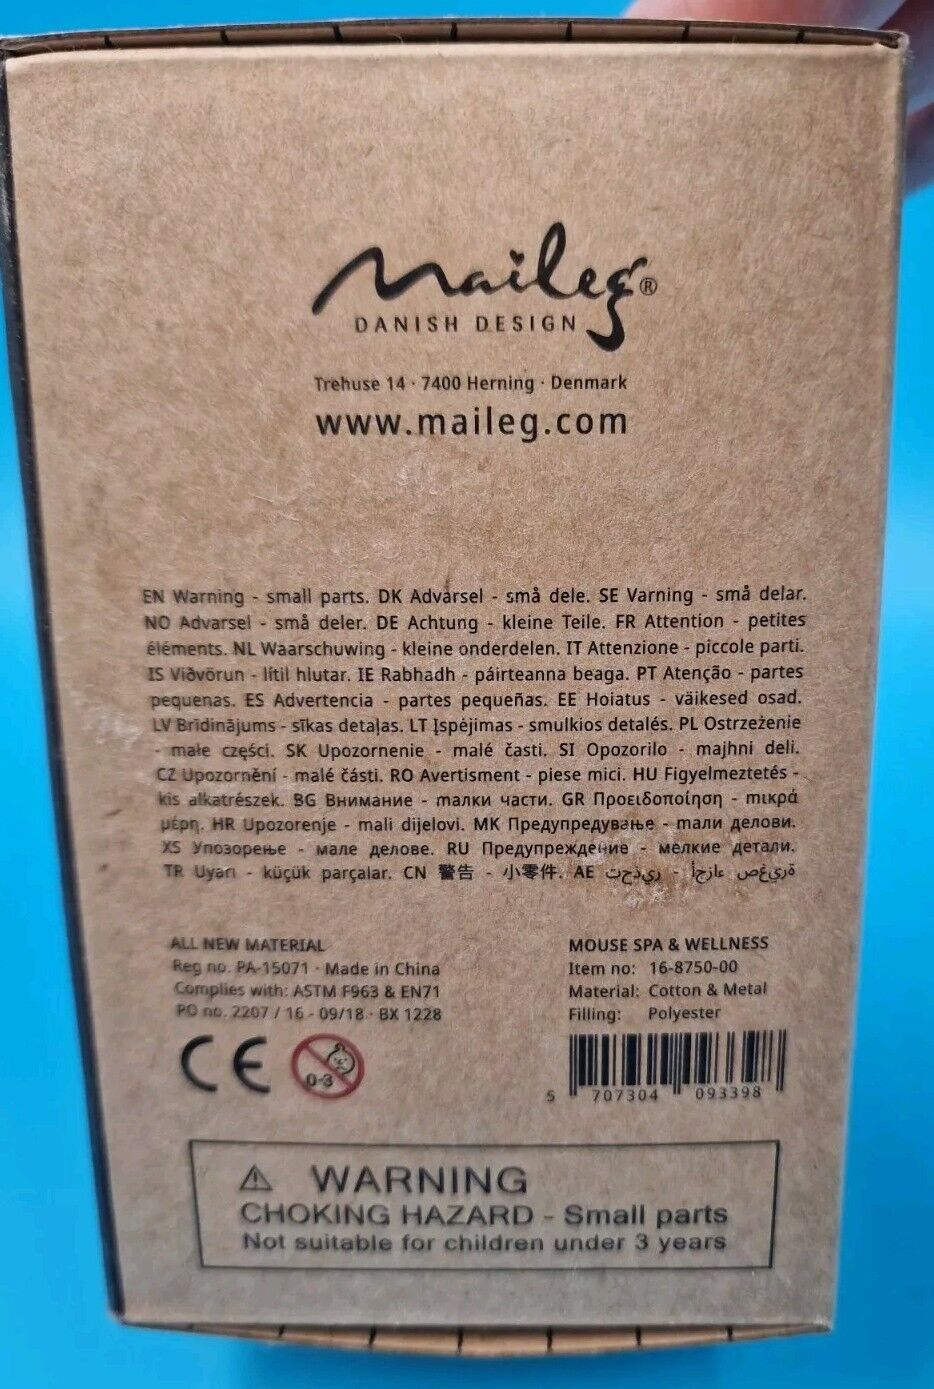 Maileg®
DANISH DESIGN
Trehuse 14 · 7400 Herning · Denmark
www.maileg.com
EN Warning - small parts. DK Advarsel - små dele. SE Varning - små delar.
NO Advarsel - små deler. DE Achtung - kleine Teile. FR Attention - petites
éléments. NL Waarschuwing - kleine onderdelen. IT Attenzione - piccole parti.
IS Viðvörun - lítil hlutar. IE Rabhadh - páirteanna beaga. PT Atenção - partes
pequenas. ES Advertencia - partes pequeñas. EE Hoiatus - väikesed osad.
LV Brīdinājums - sīkas detaļas. LT Įspėjimas - smulkios detalės. PL Ostrzeżenie
- małe części. SK Upozornenie - malé časti. SI Opozorilo - majhni deli.
CZ Upozornění - malé části. RO Avertisment - piese mici. HU Figyelmeztetés -
kis alkatrészek. BG Внимание - малки части. GR Προειδοποίηση - μικρά
μέρη. HR Upozorenje - mali dijelovi. MK Предупредување - мали делови.
XS Упозорење - мале делове. RU Предупреждение - мелкие детали.
TR Uyarı - küçük parçalar. CN 警告 - 小零件. AE ةريغص ءازجأ - ريذحت
ALL NEW MATERIAL
Reg no. PA-15071 · Made in China
Complies with: ASTM F963 & EN71
PO no. 2207 / 16 - 09/18 · BX 1228
MOUSE SPA & WELLNESS
Item no: 16-8750-00
Material: Cotton & Metal
Filling: Polyester
CE
0-3
5 707304 093398
⚠ WARNING
CHOKING HAZARD - Small parts
Not suitable for children under 3 years